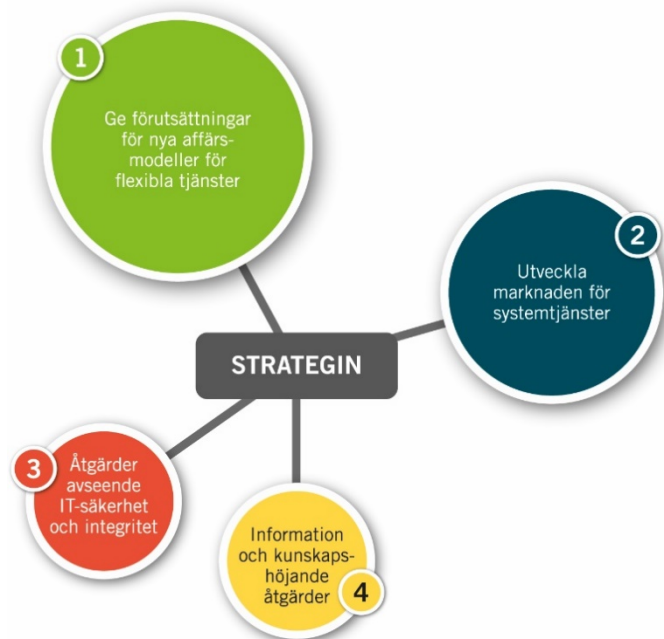 1
Ge förutsättningar
för nya affärs-
modeller för
flexibla tjänster
2
Utveckla
marknaden för
systemtjänster
STRATEGIN
3
Åtgärder
avseende
IT-säkerhet
och integritet
Information
och kunskaps-
höjande
åtgärder
4